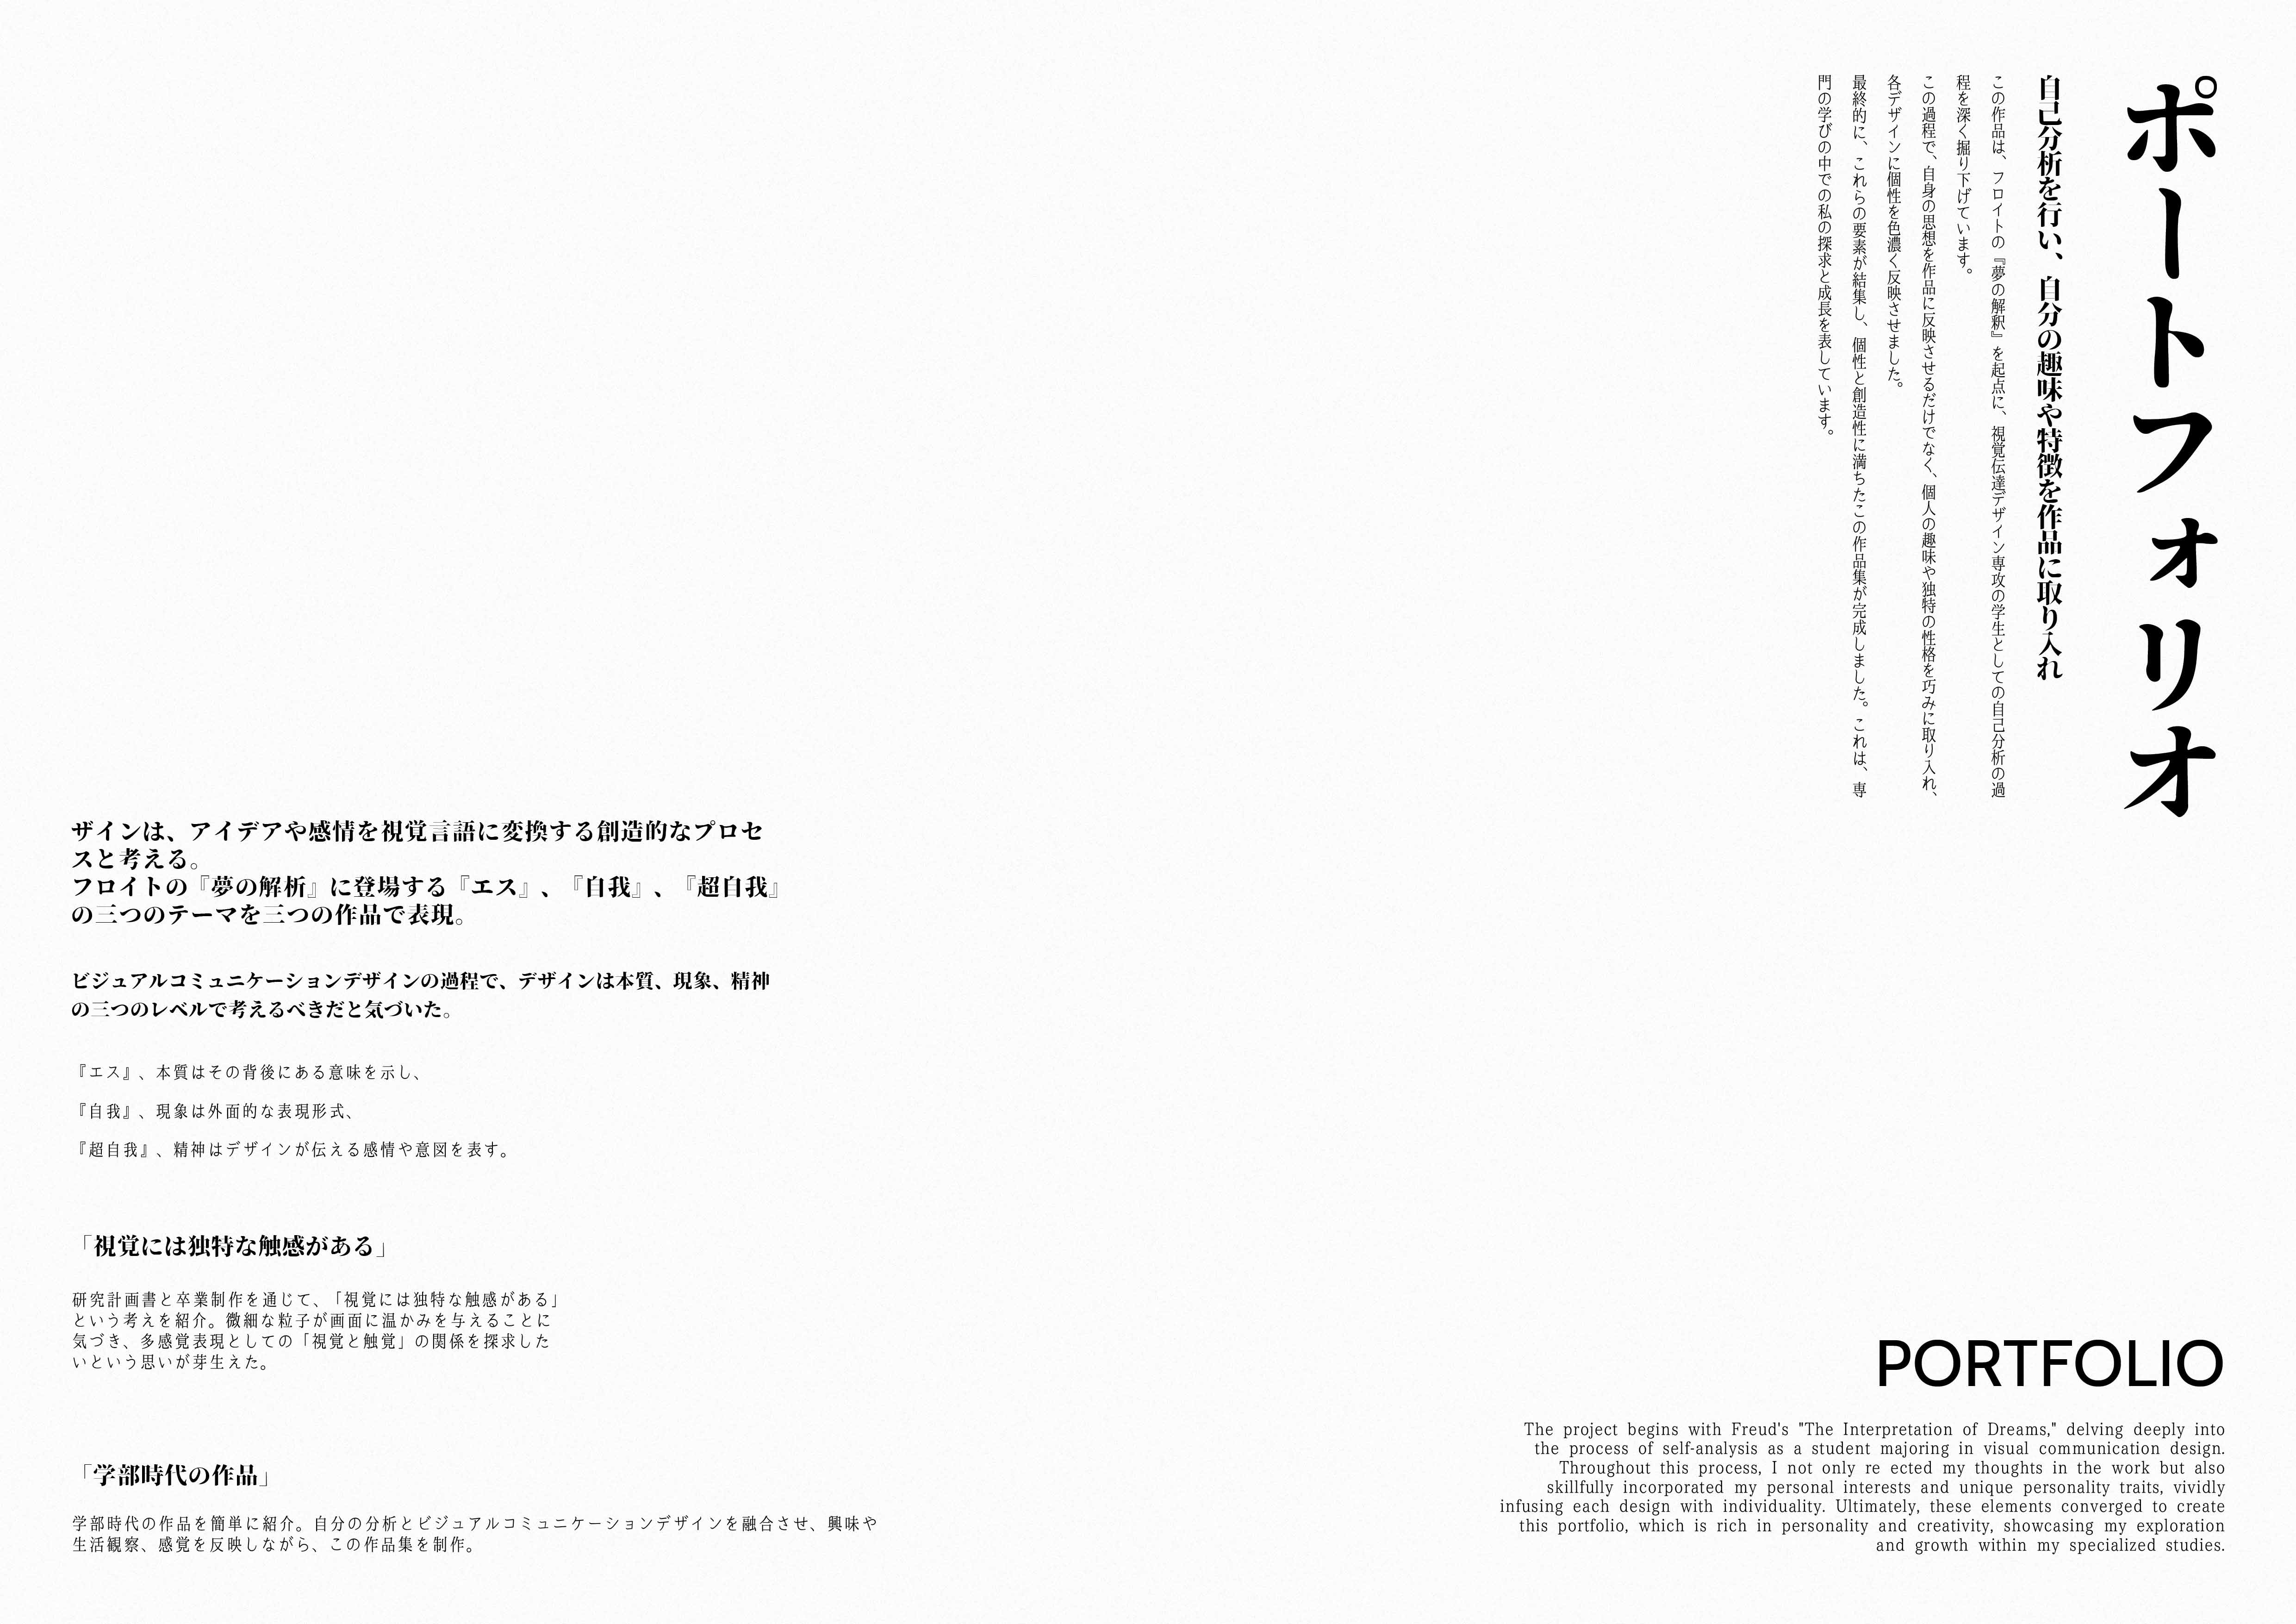 ポートフォリオ
自己分析を行い、自分の趣味や特徴を作品に取り入れ
この作品は、フロイトの『夢の解釈』を起点に、視覚伝達デザイン専攻の学生としての自己分析の過
程を深く掘り下げています。
この過程で、自身の思想を作品に反映させるだけでなく、個人の趣味や独特の性格を巧みに取り入れ、
各デザインに個性を色濃く反映させました。
最終的に、これらの要素が結集し、個性と創造性に満ちたこの作品集が完成しました。これは、専
門の学びの中での私の探求と成長を表しています。
ザインは、アイデアや感情を視覚言語に変換する創造的なプロセ
スと考える。
フロイトの『夢の解析』に登場する『エス』、『自我』、『超自我』
の三つのテーマを三つの作品で表現。
ビジュアルコミュニケーションデザインの過程で、デザインは本質、現象、精神
の三つのレベルで考えるべきだと気づいた。
『エス』、本質はその背後にある意味を示し、
『自我』、現象は外面的な表現形式、
『超自我』、精神はデザインが伝える感情や意図を表す。
「視覚には独特な触感がある」
研究計画書と卒業制作を通じて、「視覚には独特な触感がある」
という考えを紹介。微細な粒子が画面に温かみを与えることに
気づき、多感覚表現としての「視覚と触覚」の関係を探求した
いという思いが芽生えた。
「学部時代の作品」
学部時代の作品を簡単に紹介。自分の分析とビジュアルコミュニケーションデザインを融合させ、興味や
生活観察、感覚を反映しながら、この作品集を制作。
PORTFOLIO
The project begins with Freud's "The Interpretation of Dreams," delving deeply into
the process of self-analysis as a student majoring in visual communication design.
Throughout this process, I not only re ected my thoughts in the work but also
skillfully incorporated my personal interests and unique personality traits, vividly
infusing each design with individuality. Ultimately, these elements converged to create
this portfolio, which is rich in personality and creativity, showcasing my exploration
and growth within my specialized studies.